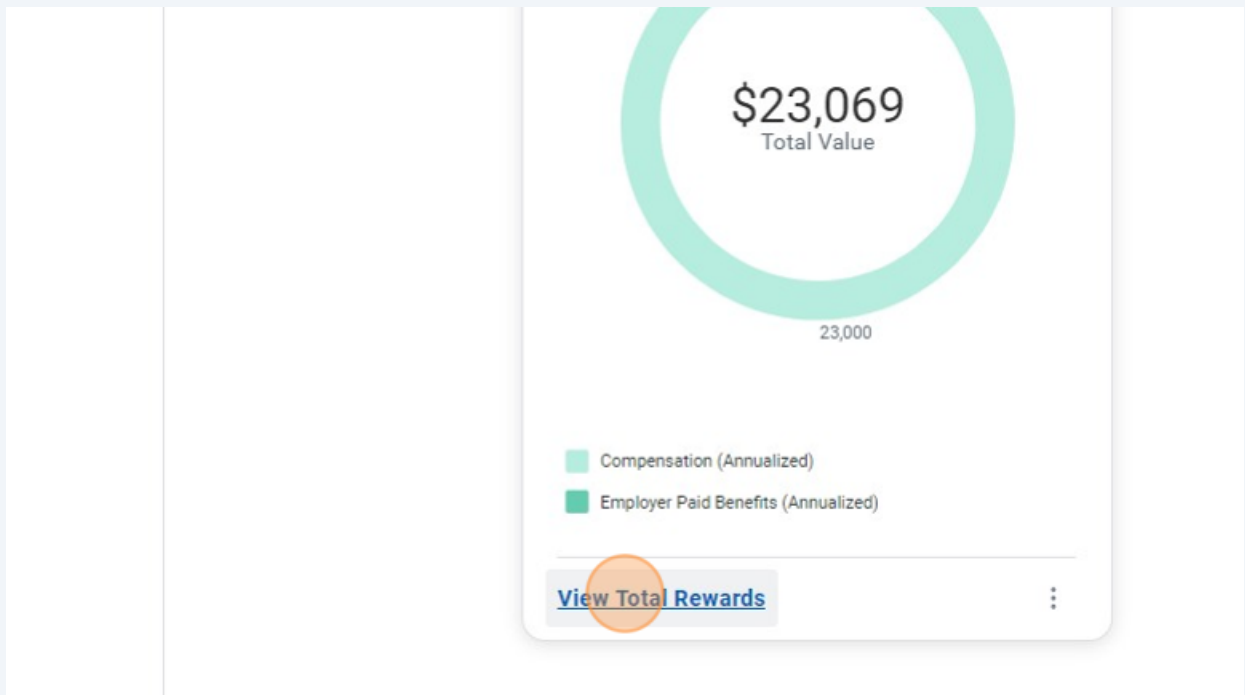 $23,069
Total Value
23,000
Compensation (Annualized)
Employer Paid Benefits (Annualized)
View Total Rewards